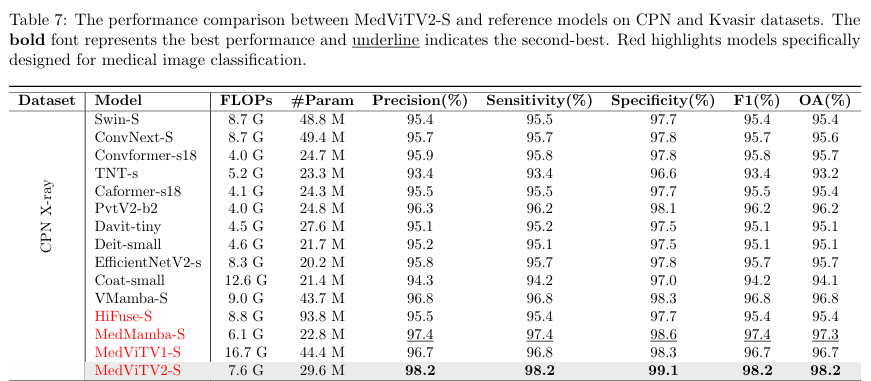 Table 7: The performance comparison between MedViTV2-S and reference models on CPN and Kvasir datasets. The
bold font represents the best performance and underline indicates the second-best. Red highlights models specifically
designed for medical image classification.
Dataset Model FLOPs #Param Precision(%) Sensitivity(%) Specificity(%) F1(%) OA(%)
CPN X-ray
Swin-S 8.7 G 48.8 M 95.4 95.5 97.7 95.4 95.4
ConvNext-S 8.7 G 49.4 M 95.7 95.7 97.8 95.7 95.6
Convformer-s18 4.0 G 24.7 M 95.9 95.8 97.8 95.8 95.7
TNT-s 5.2 G 23.3 M 93.4 93.4 96.6 93.4 93.2
Caformer-s18 4.1 G 24.3 M 95.5 95.5 97.7 95.5 95.4
PvtV2-b2 4.0 G 24.8 M 96.3 96.2 98.1 96.2 96.2
Davit-tiny 4.5 G 27.6 M 95.1 95.2 97.5 95.1 95.1
Deit-small 4.6 G 21.7 M 95.2 95.1 97.5 95.1 95.1
EfficientNetV2-s 8.3 G 20.2 M 95.8 95.7 97.8 95.7 95.7
Coat-small 12.6 G 21.4 M 94.3 94.2 97.0 94.2 94.1
VMamba-S 9.0 G 43.7 M 96.8 96.8 98.3 96.8 96.8
HiFuse-S 8.8 G 93.8 M 95.5 95.4 97.7 95.4 95.4
MedMamba-S 6.1 G 22.8 M 97.4 97.4 98.6 97.4 97.3
MedViTV1-S 16.7 G 44.4 M 96.7 96.8 98.3 96.7 96.7
MedViTV2-S 7.6 G 29.6 M 98.2 98.2 99.1 98.2 98.2